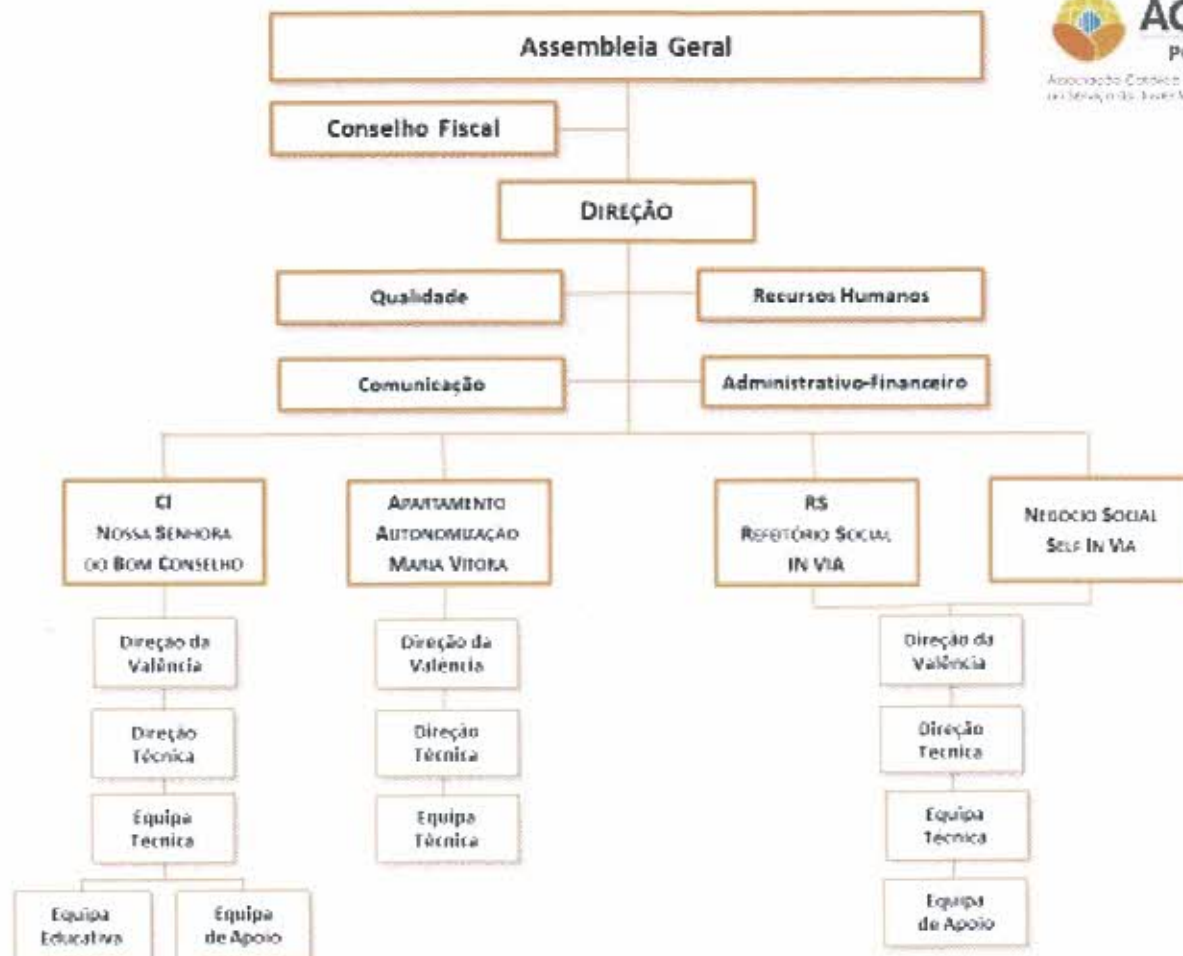 Assembleia Geral
Conselho Fiscal
DIREÇÃO
Qualidade
Recursos Humanos
Comunicação
Administrativo-financeiro
CI
NOSSA SENHORA
DO BOM CONSELHO
APARTAMENTO
AUTONOMIZAÇÃO
MARIA VITORA
RS
REFEITÓRIO SOCIAL
IN VIA
NEGOCIO SOCIAL
SELF IN VIA
Direção da
Valência
Direção
Técnica
Equipa
Tecnica
Equipa
Educativa
Equipa
de Apoio
Direção da
Valencia
Direção
Técnica
Equipa
Técnica
Direção da
Valência
Direção
Tecnica
Equipa
Técnica
Equipa
de Apoio